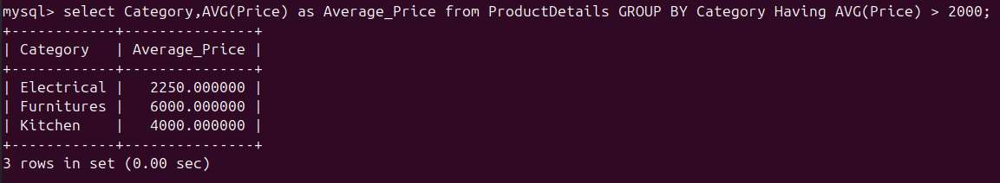 mysql> select Category,AVG(Price) as Average_Price from ProductDetails GROUP BY Category Having AVG(Price) > 2000;
+------------+---------------+
| Category   | Average_Price |
+------------+---------------+
| Electrical |   2250.000000 |
| Furnitures |   6000.000000 |
| Kitchen    |   4000.000000 |
+------------+---------------+
3 rows in set (0.00 sec)